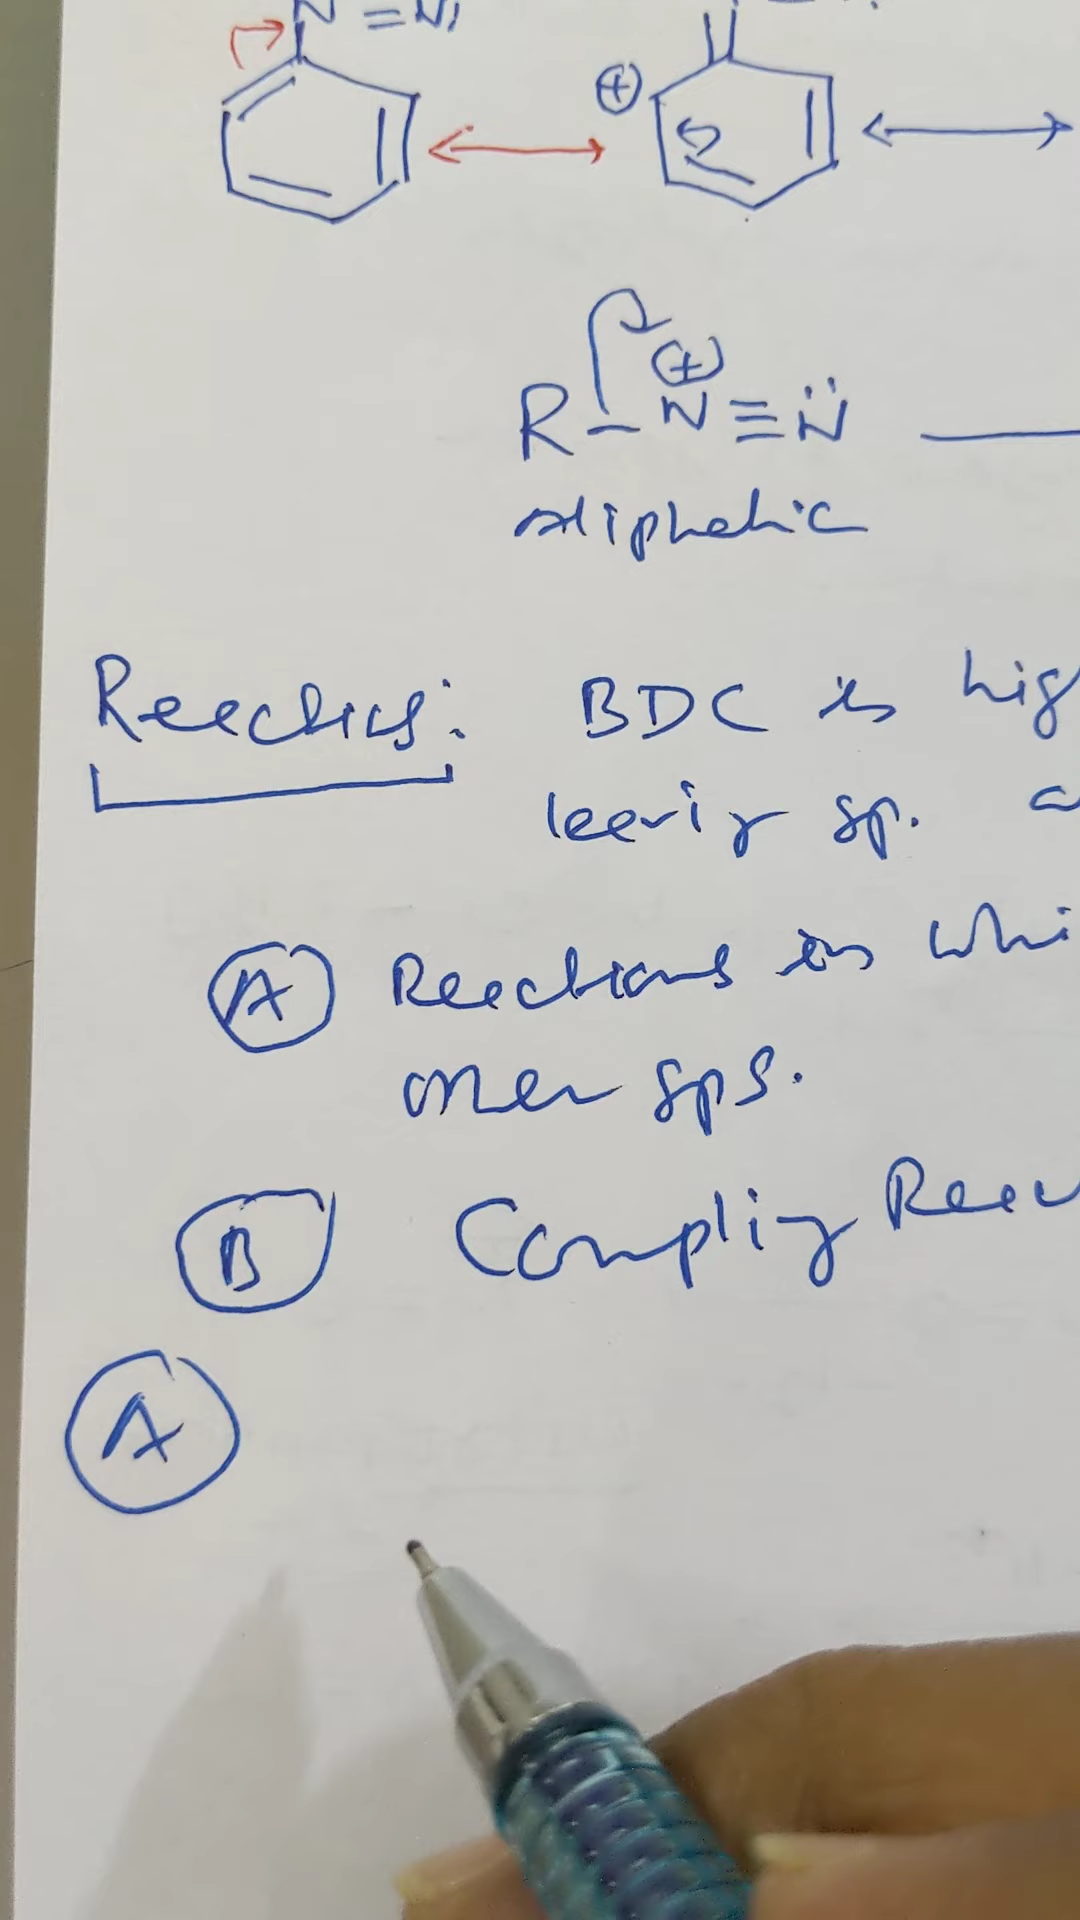 ⊕
R-N≡N̈
(+)
aliphatic
Reactions: BDC is hig
leaving sp. a
A Reactions in whi
other sps.
B Coupling Reac
A